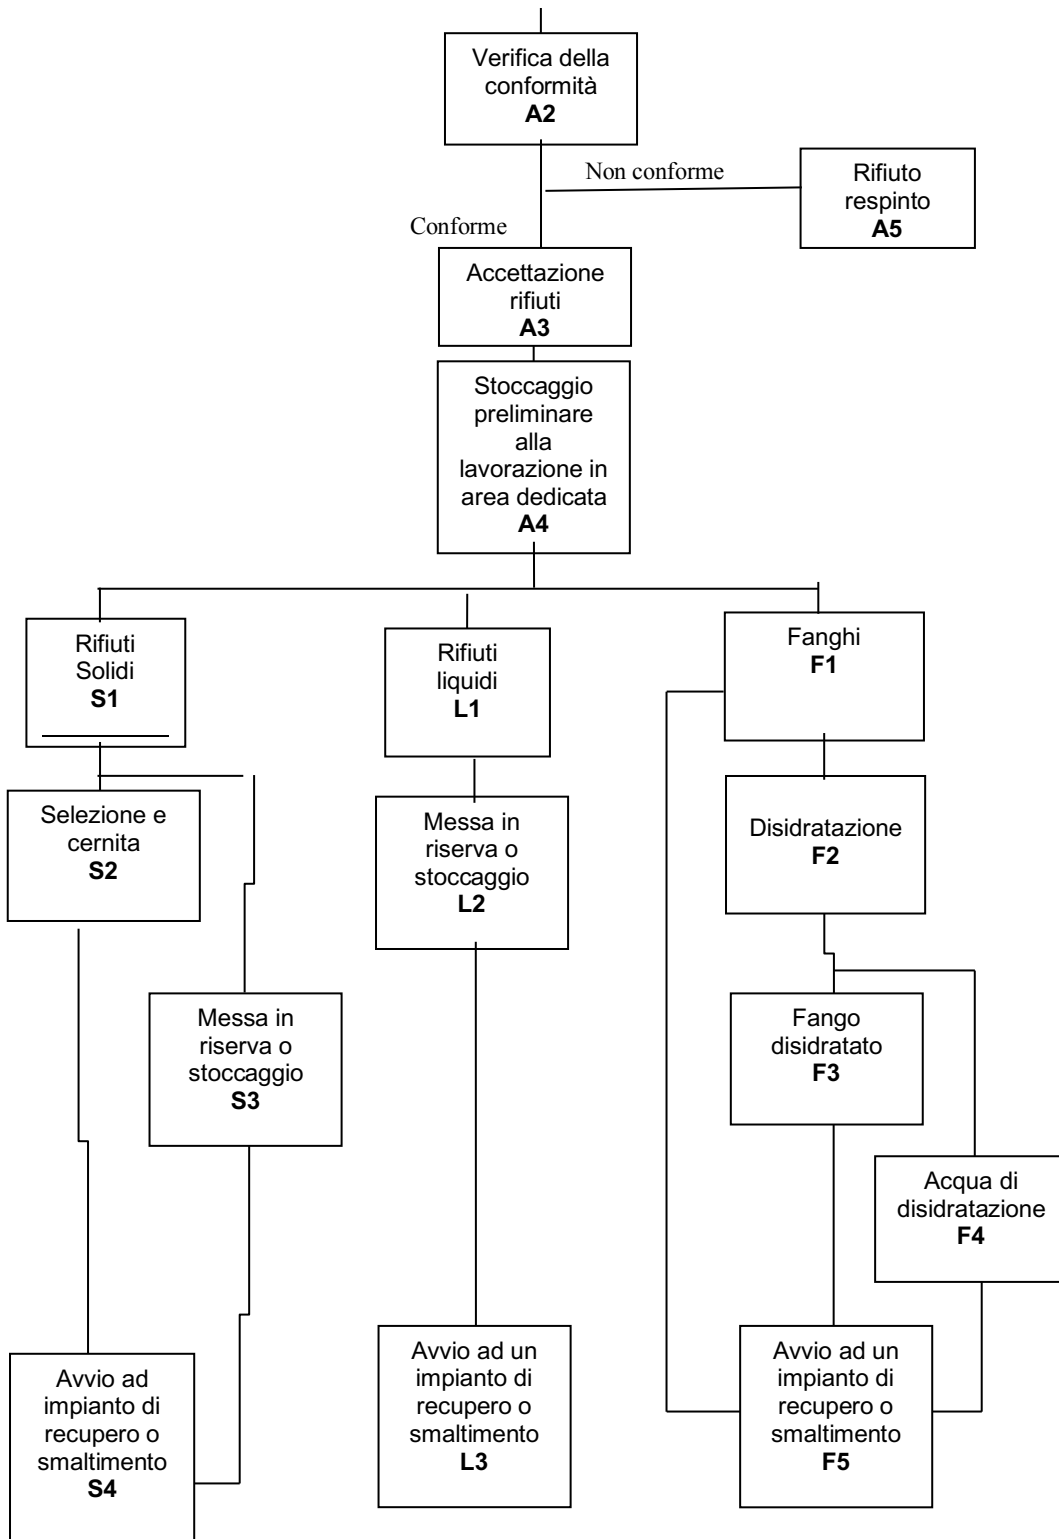 Verifica della
conformità
A2
Non conforme
Rifiuto
respinto
A5
Conforme
Accettazione
rifiuti
A3
Stoccaggio
preliminare
alla
lavorazione in
area dedicata
A4
Rifiuti
Solidi
S1
Rifiuti
liquidi
L1
Fanghi
F1
Selezione e
cernita
S2
Messa in
riserva o
stoccaggio
L2
Disidratazione
F2
Messa in
riserva o
stoccaggio
S3
Fango
disidratato
F3
Acqua di
disidratazione
F4
Avvio ad
impianto di
recupero o
smaltimento
S4
Avvio ad un
impianto di
recupero o
smaltimento
L3
Avvio ad un
impianto di
recupero o
smaltimento
F5